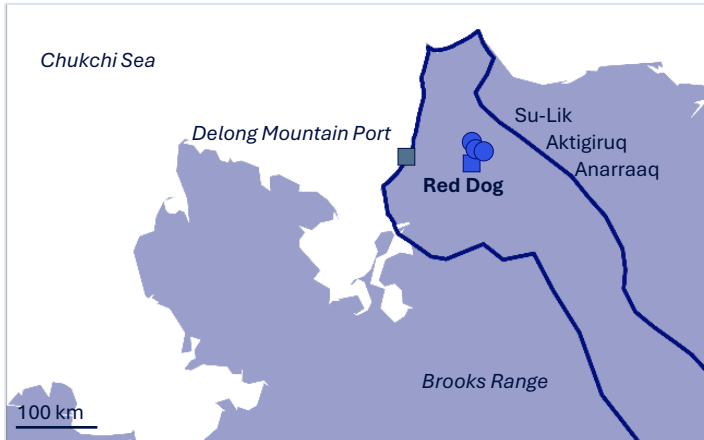 Chukchi Sea
Su-Lik
Delong Mountain Port
Aktigiruq
Anarraaq
Red Dog
Brooks Range
100 km